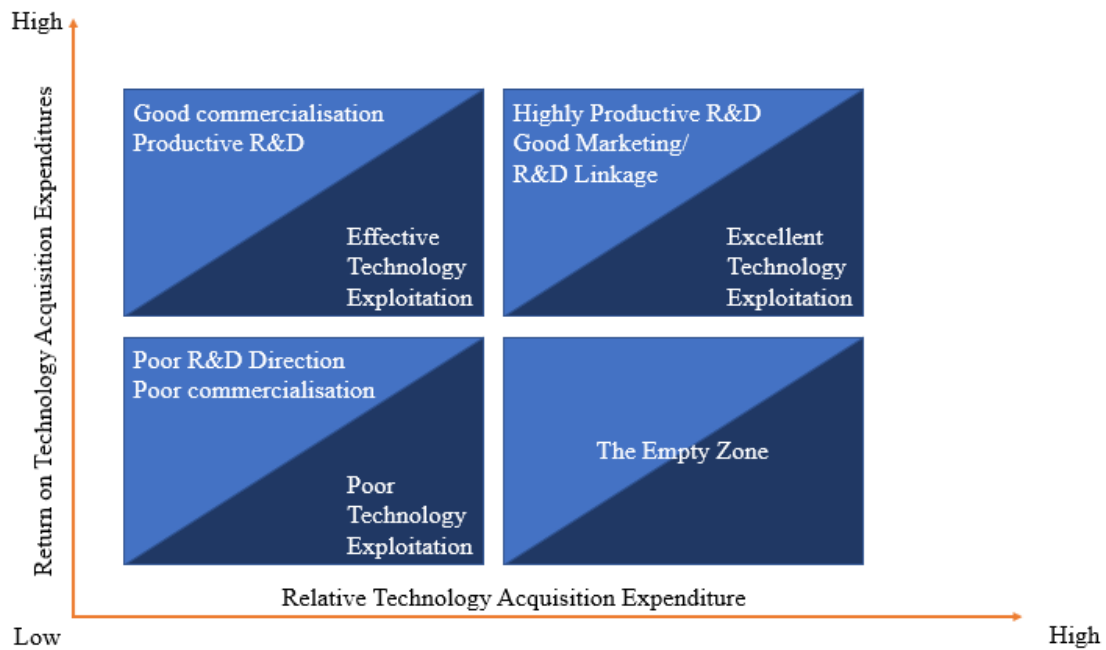 High
Return on Technology Acquisition Expenditures
Good commercialisation
Productive R&D
Effective
Technology
Exploitation
Highly Productive R&D
Good Marketing/
R&D Linkage
Excellent
Technology
Exploitation
Poor R&D Direction
Poor commercialisation
Poor
Technology
Exploitation
The Empty Zone
Relative Technology Acquisition Expenditure
Low
High